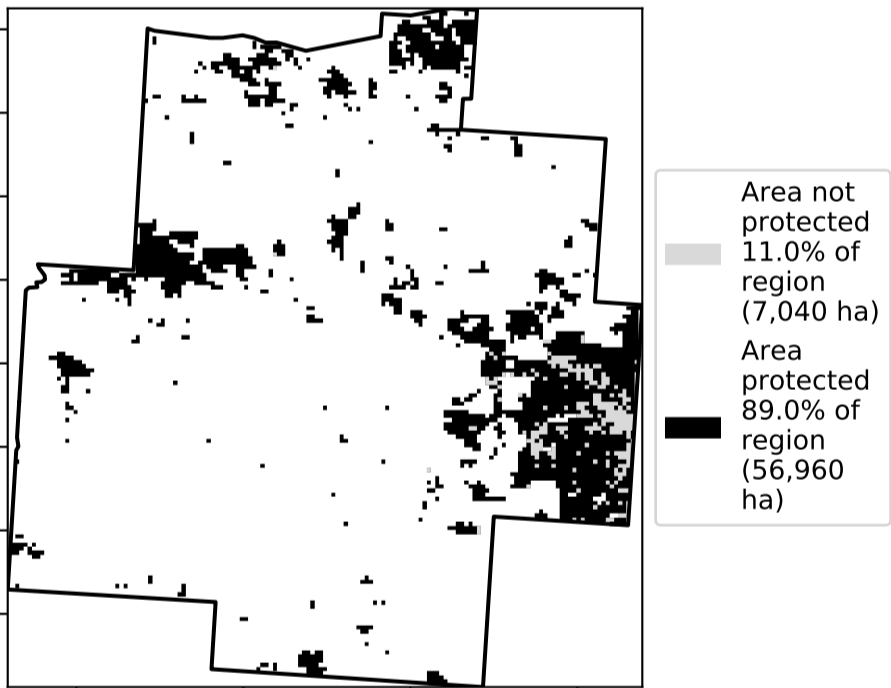 Area not
protected
11.0% of
region
(7,040 ha)
Area
protected
89.0% of
region
(56,960
ha)